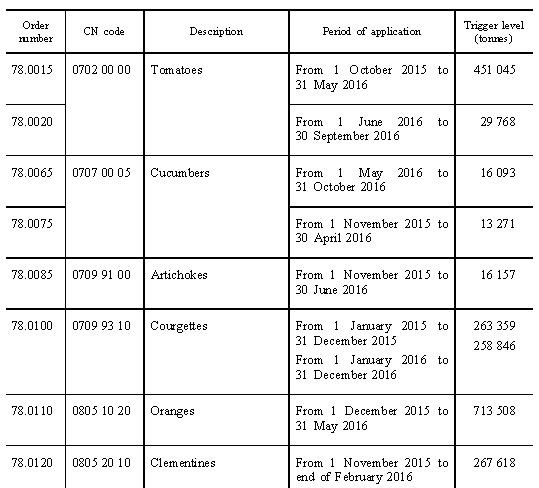 Order number CN code Description Period of application Trigger level (tonnes)
78.0015 0702 00 00 Tomatoes From 1 October 2015 to 451 045
31 May 2016
78.0020 From 1 June 2016 to 29 768
30 September 2016
78.0065 0707 00 05 Cucumbers From 1 May 2016 to 16 093
31 October 2016
78.0075 From 1 November 2015 to 13 271
30 April 2016
78.0085 0709 91 00 Artichokes From 1 November 2015 to 16 157
30 June 2016
78.0100 0709 93 10 Courgettes From 1 January 2015 to 263 359
31 December 2015
258 846
From 1 January 2016 to
31 December 2016
78.0110 0805 10 20 Oranges From 1 December 2015 to 713 508
31 May 2016
78.0120 0805 20 10 Clementines From 1 November 2015 to 267 618
end of February 2016